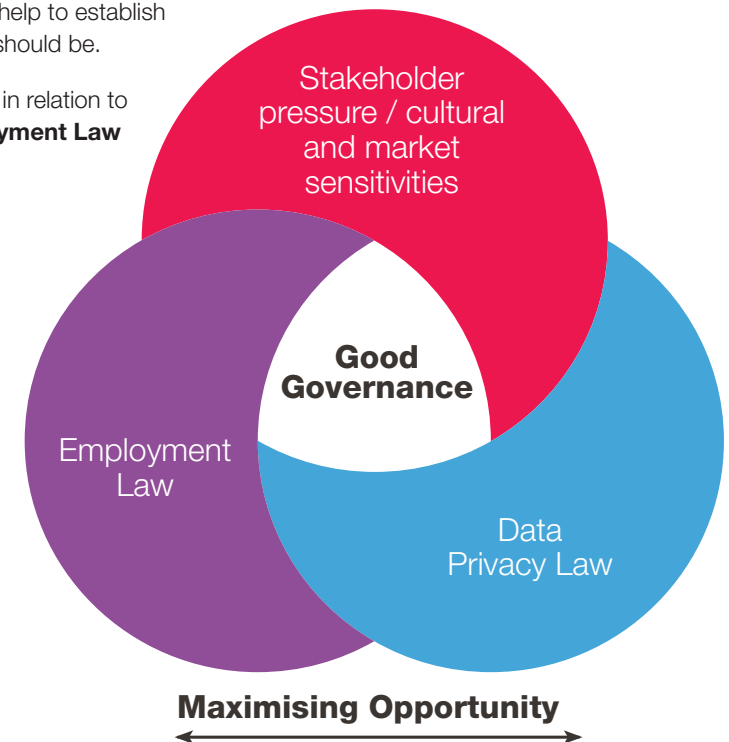 help to establish
should be.
in relation to
yment Law
Stakeholder
pressure / cultural
and market
sensitivities
Good
Governance
Employment
Law
Data
Privacy Law
Maximising Opportunity